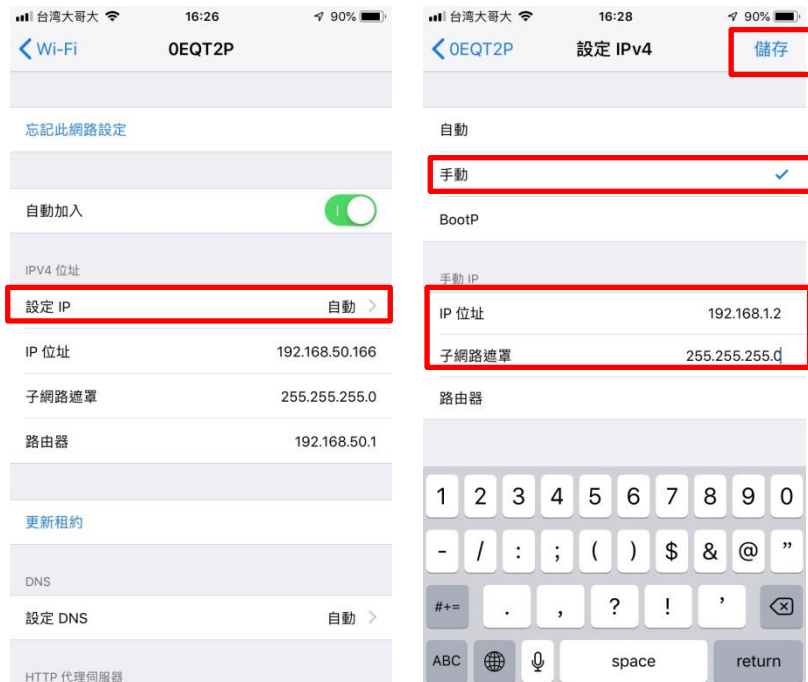 台湾大哥大 16:26 90%
Wi-Fi 0EQT2P
忘記此網路設定
自動加入
IPV4 位址
設定 IP 自動
IP 位址 192.168.50.166
子網路遮罩 255.255.255.0
路由器 192.168.50.1
更新租約
DNS
設定 DNS 自動
HTTP 代理伺服器
台湾大哥大 16:28 90%
0EQT2P 設定 IPv4 儲存
自動
手動
BootP
手動 IP
IP 位址 192.168.1.2
子網路遮罩 255.255.255.0
路由器
1 2 3 4 5 6 7 8 9 0
- / : ; ( ) $ & @ ”
#+= . , ? ! ’
ABC space return